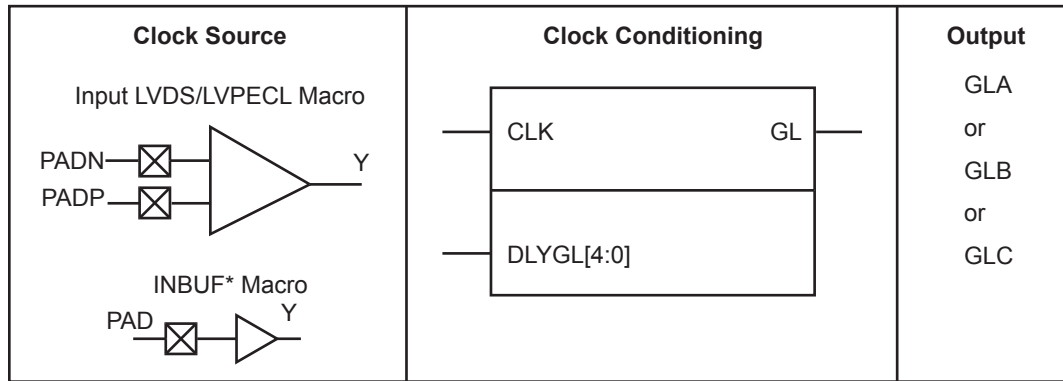 Clock Source
Input LVDS/LVPECL Macro
PADN
PADP
Y
INBUF* Macro
PAD
Y
Clock Conditioning
CLK
GL
DLYGL[4:0]
Output
GLA
or
GLB
or
GLC